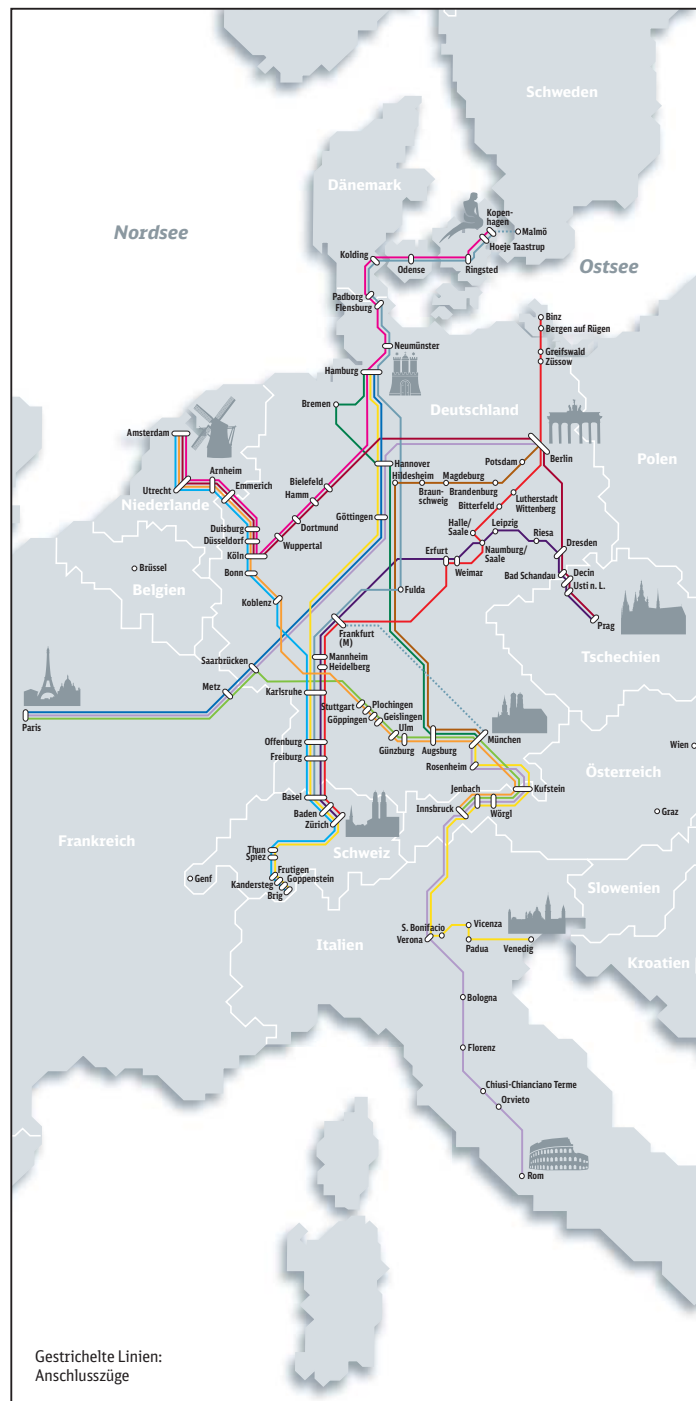 Schweden
Dänemark
Nordsee
Kopen-
hagen
Malmö
Hoeje Taastrup
Kolding
Odense
Ringsted
Ostsee
Padborg
Flensburg
Binz
Bergen auf Rügen
Neumünster
Greifswald
Züssow
Hamburg
Bremen
Deutschland
Amsterdam
Polen
Berlin
Potsdam
Hannover
Arnheim
Emmerich
Utrecht
Niederlande
Bielefeld
Hamm
Dortmund
Wuppertal
Hildesheim
Magdeburg
Braun-
schweig
Brandenburg
Bitterfeld
Lutherstadt
Wittenberg
Göttingen
Duisburg
Düsseldorf
Köln
Bonn
Halle/
Saale
Leipzig
Riesa
Dresden
Erfurt
Weimar
Naumburg/
Saale
Brüssel
Belgien
Bad Schandau
Decin
Usti n. L.
Prag
Koblenz
Fulda
Frankfurt
(M)
Tschechien
Saarbrücken
Mannheim
Heidelberg
Metz
Karlsruhe
Paris
Stuttgart
Plochingen
Göppingen
Geislingen
Ulm
Günzburg
Augsburg
München
Rosenheim
Wien
Offenburg
Freiburg
Österreich
Basel
Baden
Zürich
Jenbach
Kufstein
Innsbruck
Wörgl
Graz
Frankreich
Schweiz
Thun
Spiez
Frutigen
Goppenstein
Kandersteg
Brig
Genf
Slowenien
Italien
S. Bonifacio
Vicenza
Verona
Padua
Venedig
Kroatien
Bologna
Florenz
Chiusi-Chianciano Terme
Orvieto
Rom
Gestrichelte Linien:
Anschlusszüge